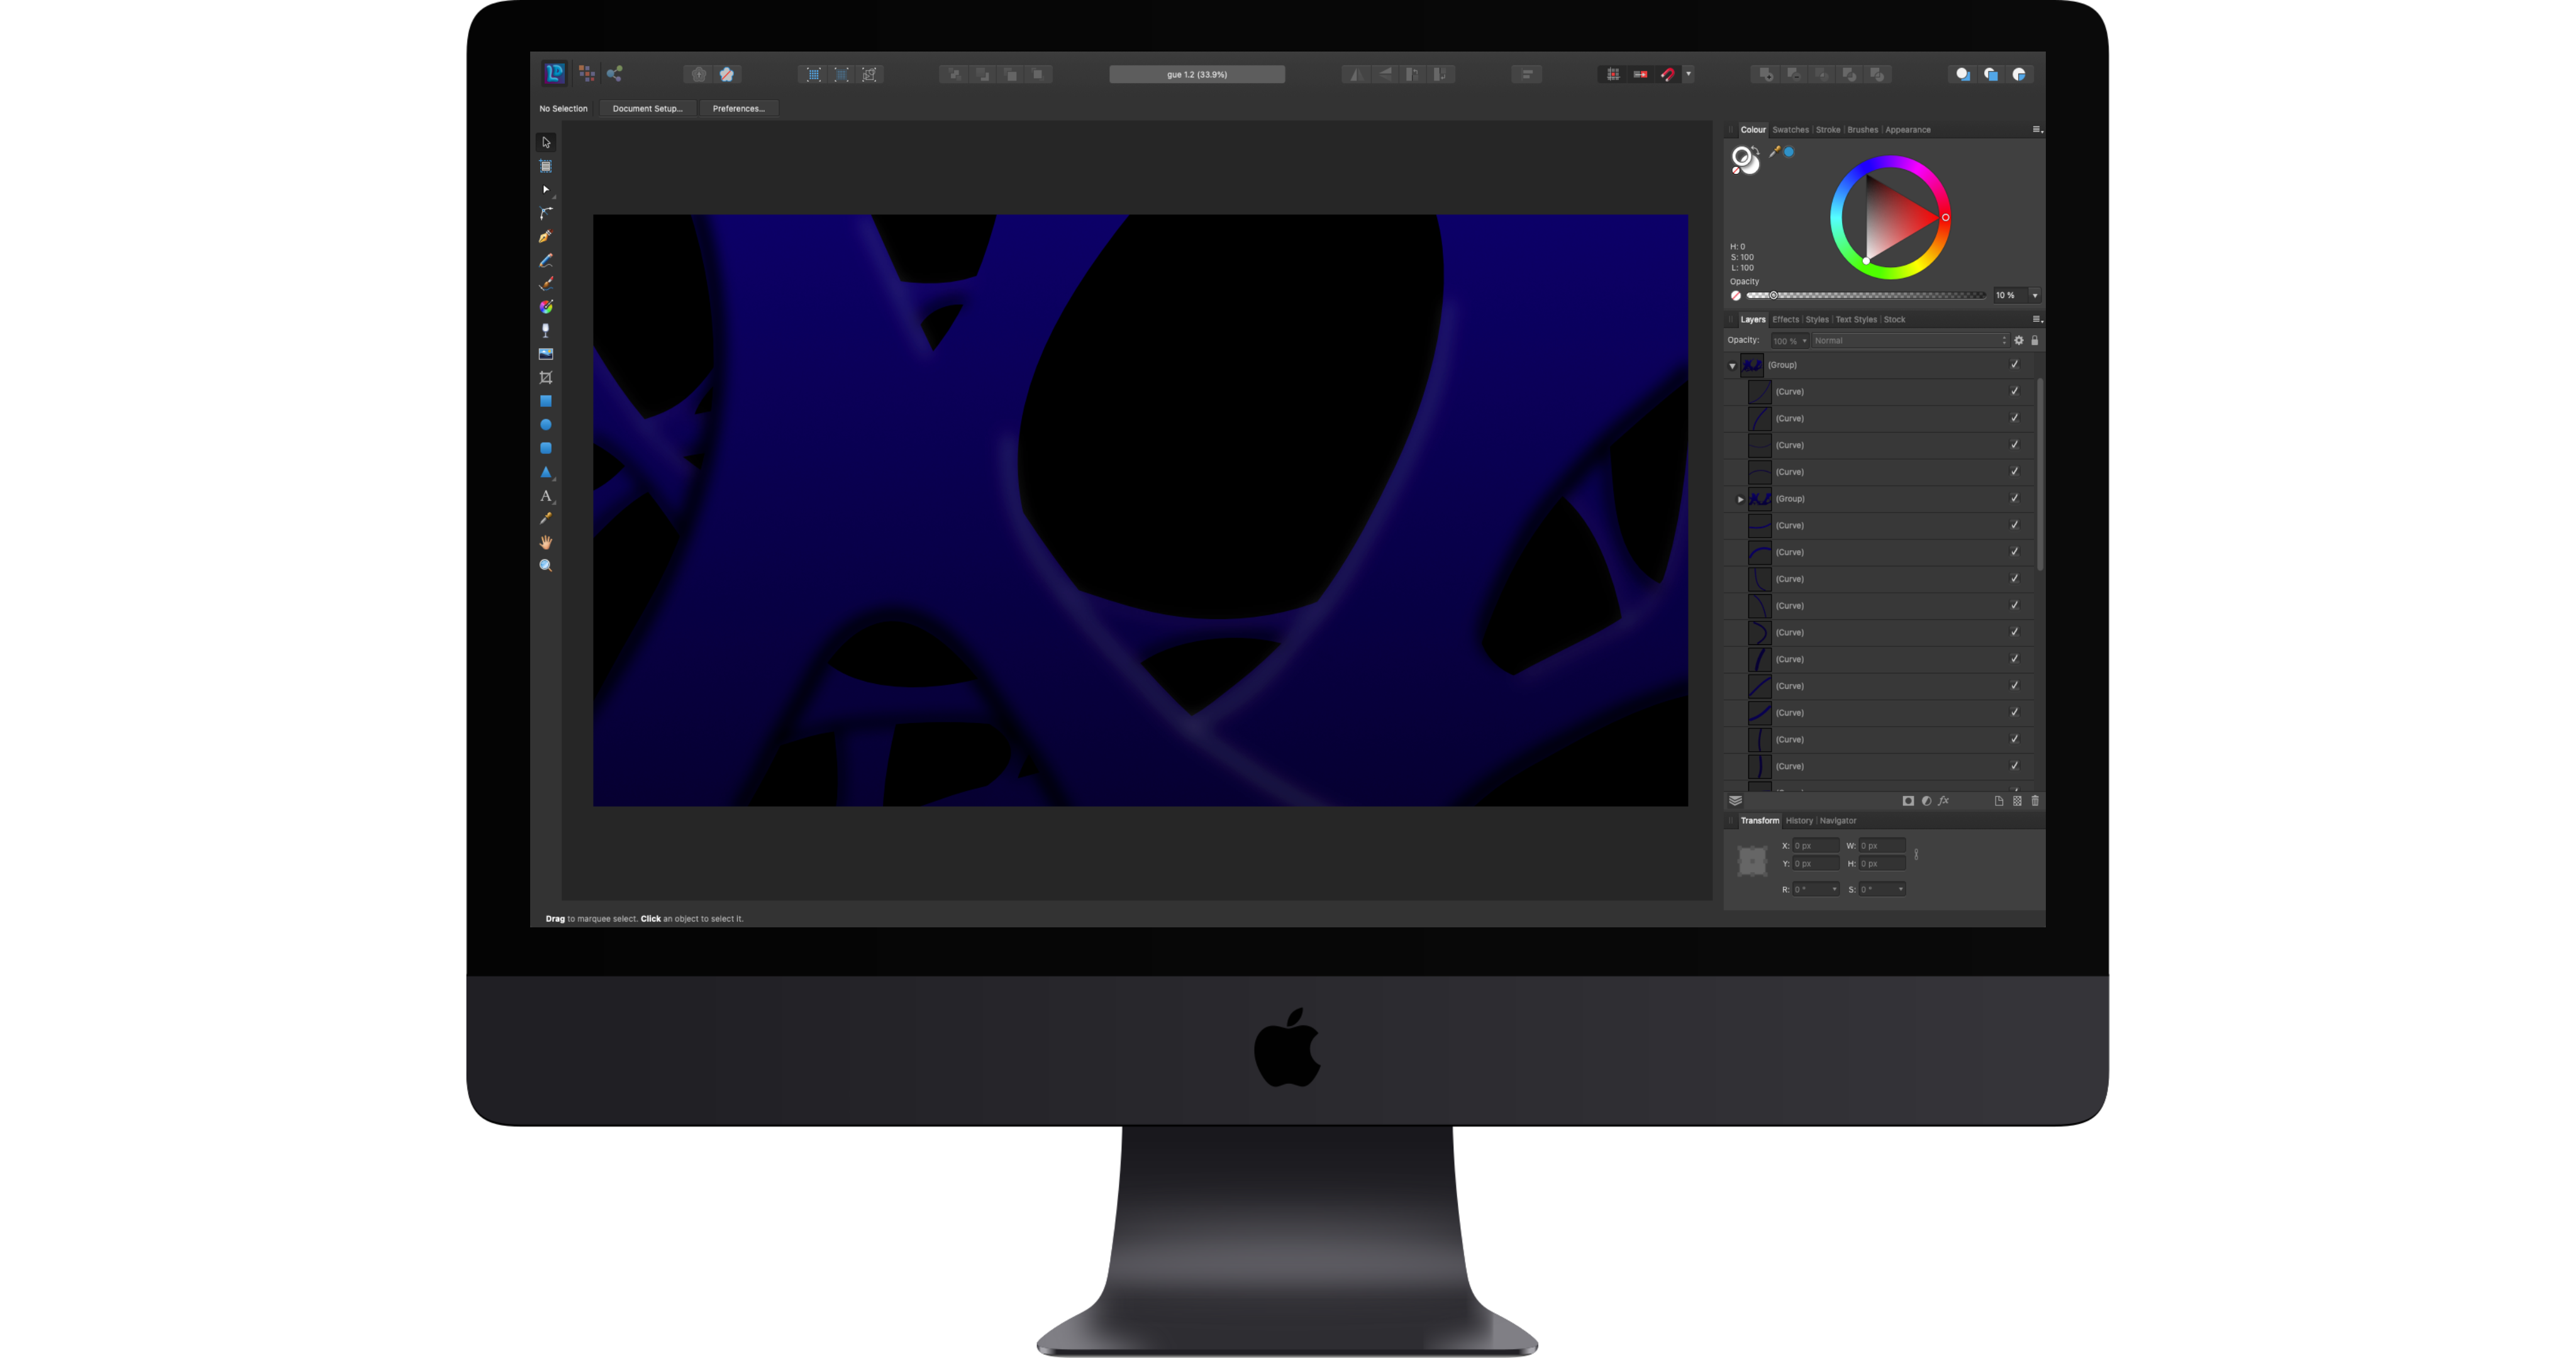 gue 1.2 (33.9%)
No Selection Document Setup... Preferences...
Colour Swatches Stroke Brushes Appearance
H: 0
S: 100
L: 100
Opacity
10 %
Layers Effects Styles Text Styles Stock
Opacity: 100 % Normal
(Group)
(Curve)
(Curve)
(Curve)
(Curve)
(Group)
(Curve)
(Curve)
(Curve)
(Curve)
(Curve)
(Curve)
(Curve)
(Curve)
(Curve)
(Curve)
fx
Transform History Navigator
X: 0 px W: 0 px
Y: 0 px H: 0 px
R: 0 ° S: 0 °
A
Drag to marquee select. Click an object to select it.